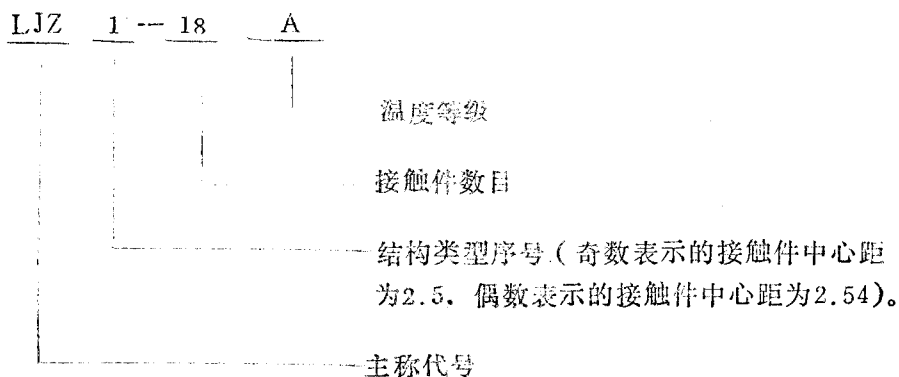 LJZ 1--18 A
温度等级
接触件数目
结构类型序号(奇数表示的接触件中心距
为2.5. 偶数表示的接触件中心距为2.54)。
主称代号